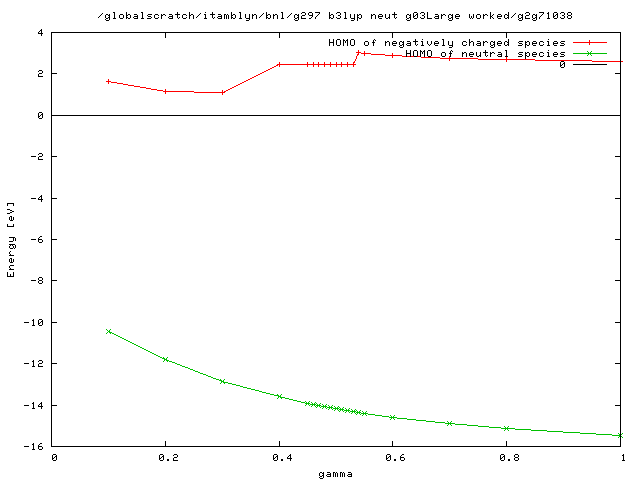 /globalscratch/itamblyn/bnl/g297 b3lyp neut g03Large worked/g2g71038
HOMO of negatively charged species
HOMO of neutral species
0
4
2
0
-2
-4
-6
-8
-10
-12
-14
-16
Energy [eV]
0 0.2 0.4 0.6 0.8 1
gamma